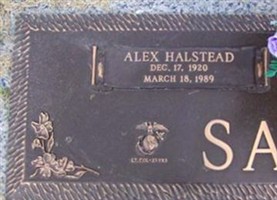 ALEX HALSTEAD
DEC. 17, 1920
MARCH 18, 1989
SA